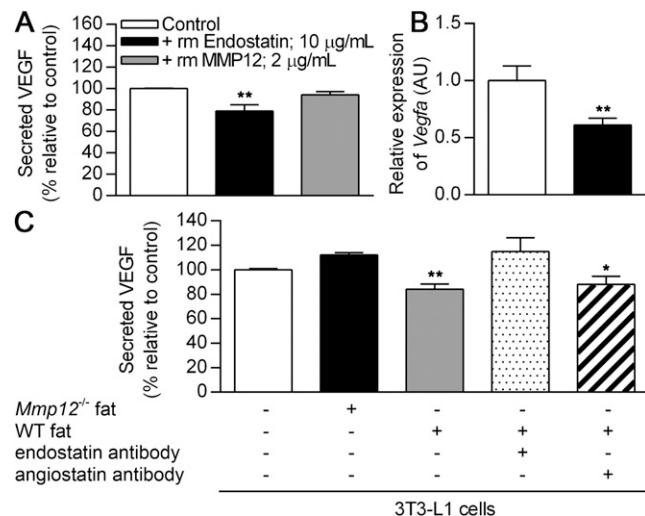 A
Secreted VEGF
(% relative to control)
160
140
120
100
80
60
40
20
0
Control
+ rm Endostatin; 10 µg/mL
+ rm MMP12; 2 µg/mL
**
B
Relative expression
of Vegfa (AU)
1.5
1.0
0.5
0.0
**
C
Secreted VEGF
(% relative to control)
140
120
100
80
60
40
20
0
** *
Mmp12-/- fat - + - - -
WT fat - - + + +
endostatin antibody - - - + -
angiostatin antibody - - - - +
3T3-L1 cells